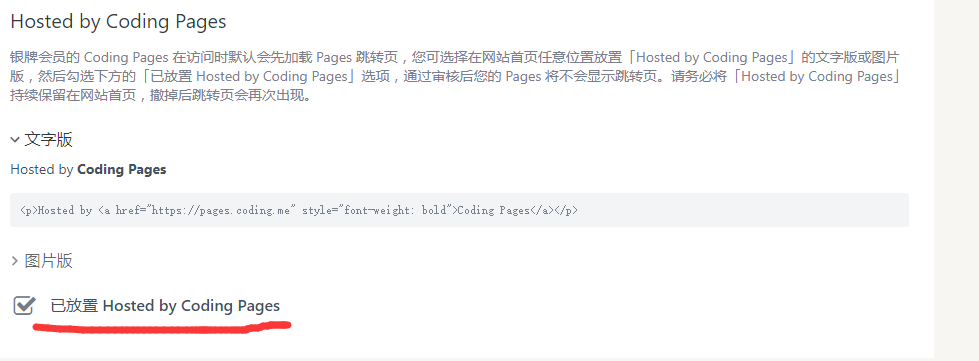 Hosted by Coding Pages
银牌会员的 Coding Pages 在访问时默认会先加载 Pages 跳转页，您可选择在网站首页任意位置放置「Hosted by Coding Pages」的文字版或图片
版，然后勾选下方的「已放置 Hosted by Coding Pages」选项，通过审核后您的 Pages 将不会显示跳转页。请务必将「Hosted by Coding Pages」
持续保留在网站首页，撤掉后跳转页会再次出现。
文字版
Hosted by Coding Pages
<p>Hosted by <a href="https://pages.coding.me" style="font-weight: bold">Coding Pages</a></p>
图片版
已放置 Hosted by Coding Pages